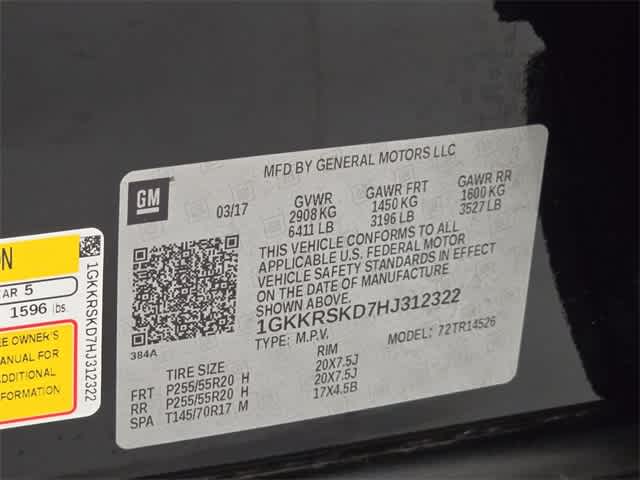 MFD BY GENERAL MOTORS LLC
GM
03/17
GVWR
2908 KG
6411 LB
GAWR FRT
1450 KG
3196 LB
GAWR RR
1600 KG
3527 LB
THIS VEHICLE CONFORMS TO ALL
APPLICABLE U.S. FEDERAL MOTOR
VEHICLE SAFETY STANDARDS IN EFFECT
ON THE DATE OF MANUFACTURE
SHOWN ABOVE.
1GKKRSKD7HJ312322
TYPE: M.P.V. MODEL: 72TR14526
384A
TIRE SIZE RIM
FRT P255/55R20 H 20X7.5J
RR P255/55R20 H 20X7.5J
SPA T145/70R17 M 17X4.5B
ON
AR 5
1596 lbs.
EE OWNER'S
ANUAL FOR
ADDITIONAL
FORMATION
1GKKRSKD7HJ312322